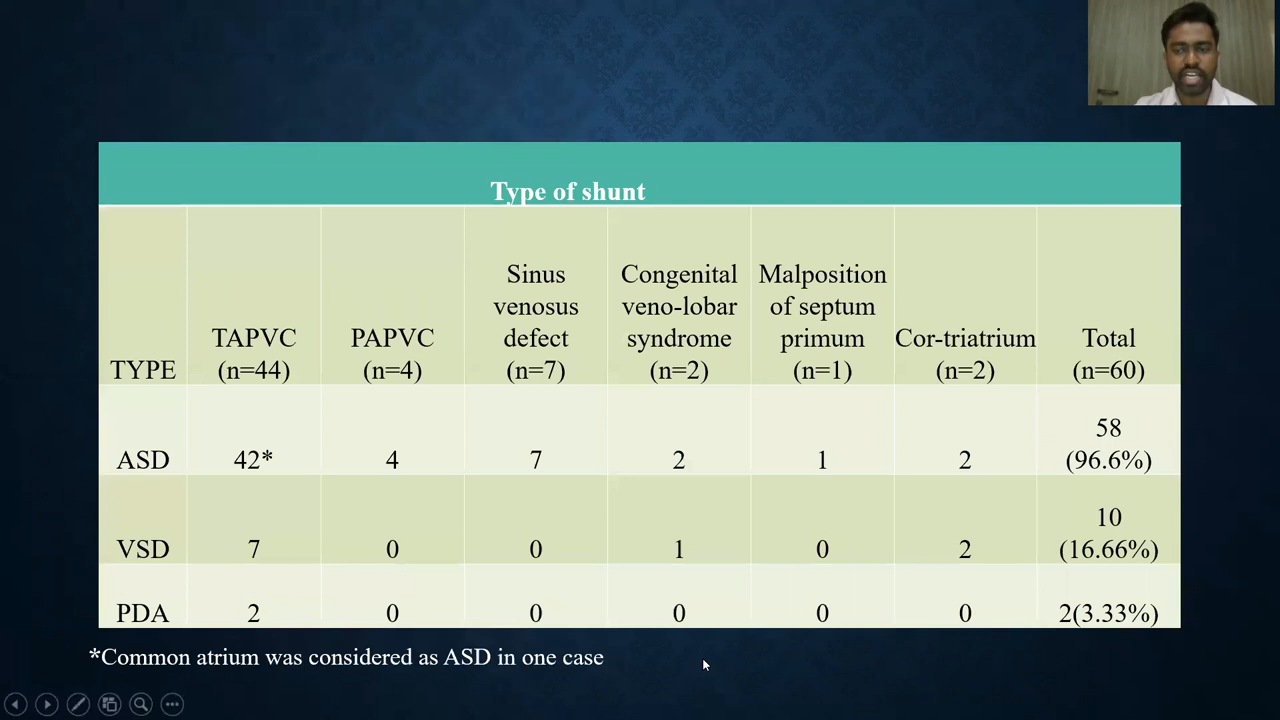 Type of shunt
TYPE
TAPVC
(n=44)
PAPVC
(n=4)
Sinus
venosus
defect
(n=7)
Congenital
veno-lobar
syndrome
(n=2)
Malposition
of septum
primum
(n=1)
Cor-triatrium
(n=2)
Total
(n=60)
ASD
42*
4
7
2
1
2
58
(96.6%)
VSD
7
0
0
1
0
2
10
(16.66%)
PDA
2
0
0
0
0
0
2(3.33%)
*Common atrium was considered as ASD in one case